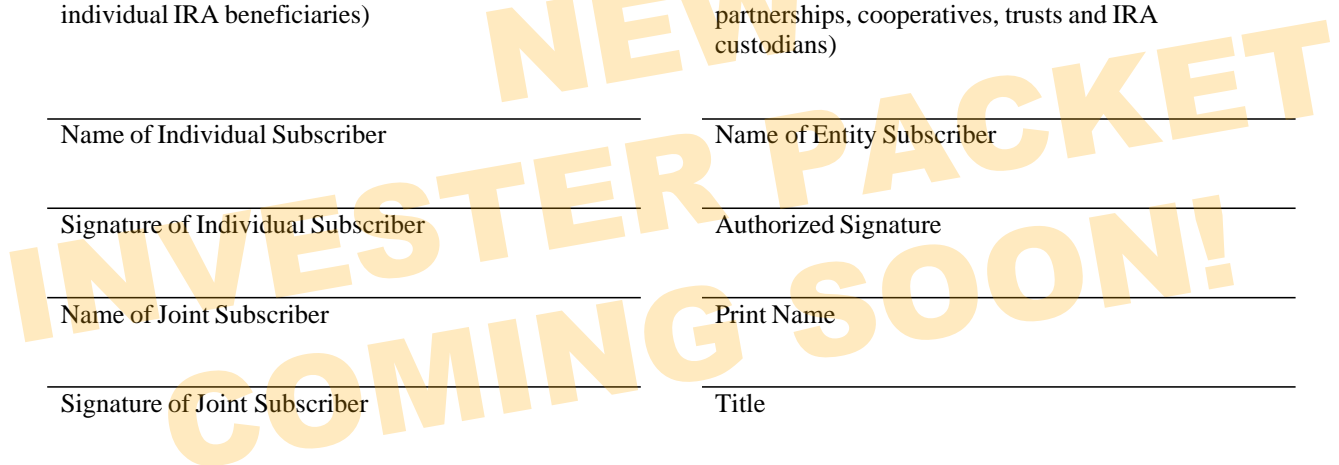 individual IRA beneficiaries)
partnerships, cooperatives, trusts and IRA
custodians)
Name of Individual Subscriber
Name of Entity Subscriber
Signature of Individual Subscriber
Authorized Signature
Name of Joint Subscriber
Print Name
Signature of Joint Subscriber
Title
NEW
INVESTER PACKET
COMING SOON!